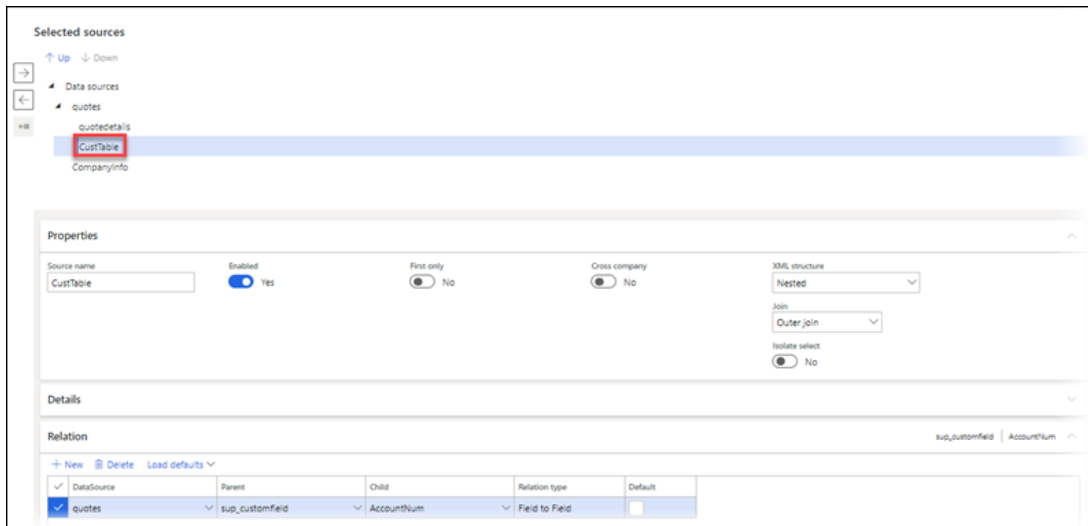 Selected sources
Up Down
Data sources
quotes
quotedetails
CustTable
CompanyInfo
Properties
Source name Enabled First only Cross company XML structure
CustTable Yes No No Nested
Join
Outer join
Isolate select
No
Details
Relation sup_customfield AccountNum
New Delete Load defaults
DataSource Parent Child Relation type Default
quotes sup_customfield AccountNum Field to Field